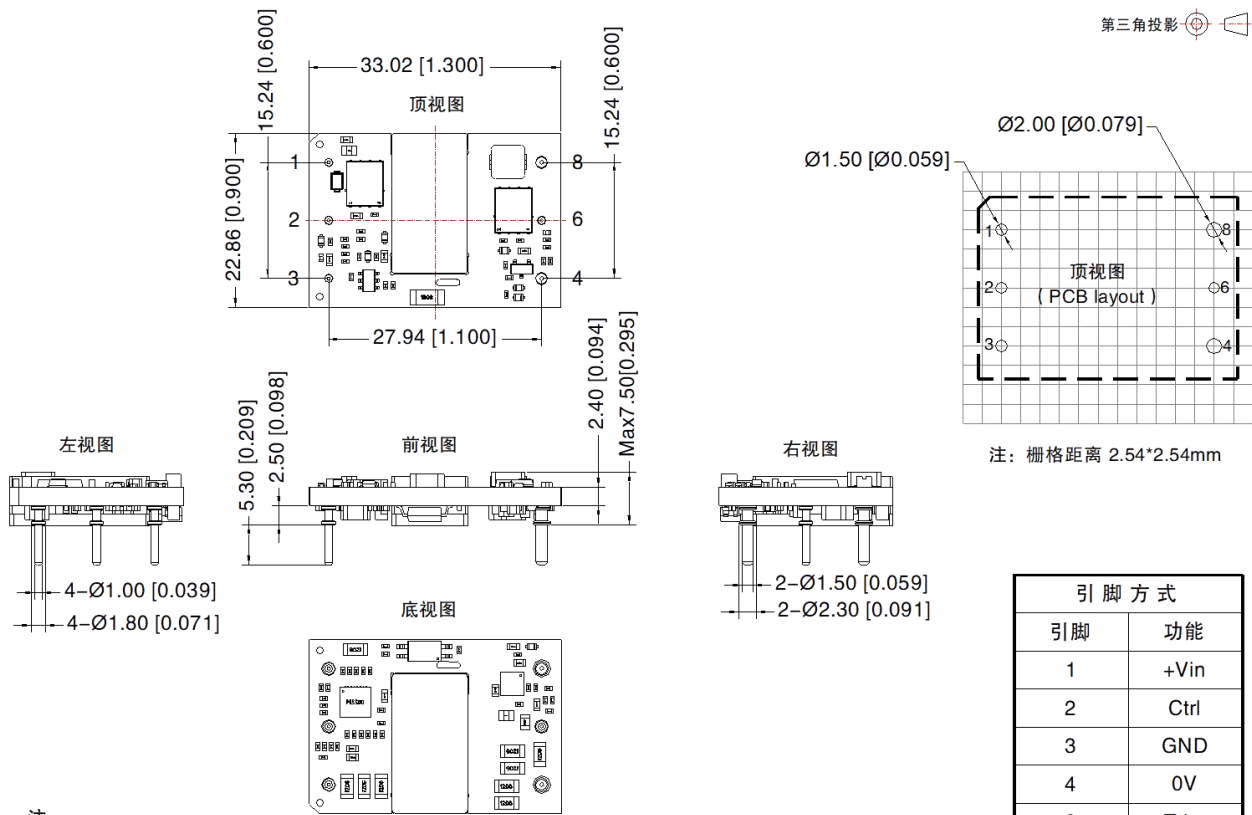 第三角投影
15.24 [0.600]
33.02 [1.300]
15.24 [0.600]
顶视图
22.86 [0.900]
1
2
3
8
6
4
27.94 [1.100]
Ø2.00 [Ø0.079]
Ø1.50 [Ø0.059]
1
2
3
8
6
4
顶视图
( PCB layout )
注：栅格距离 2.54*2.54mm
左视图
前视图
右视图
5.30 [0.209]
2.50 [0.098]
2.40 [0.094]
Max7.50[0.295]
4–Ø1.00 [0.039]
4–Ø1.80 [0.071]
2–Ø1.50 [0.059]
2–Ø2.30 [0.091]
底视图
引 脚 方 式
引脚 功能
1 +Vin
2 Ctrl
3 GND
4 0V